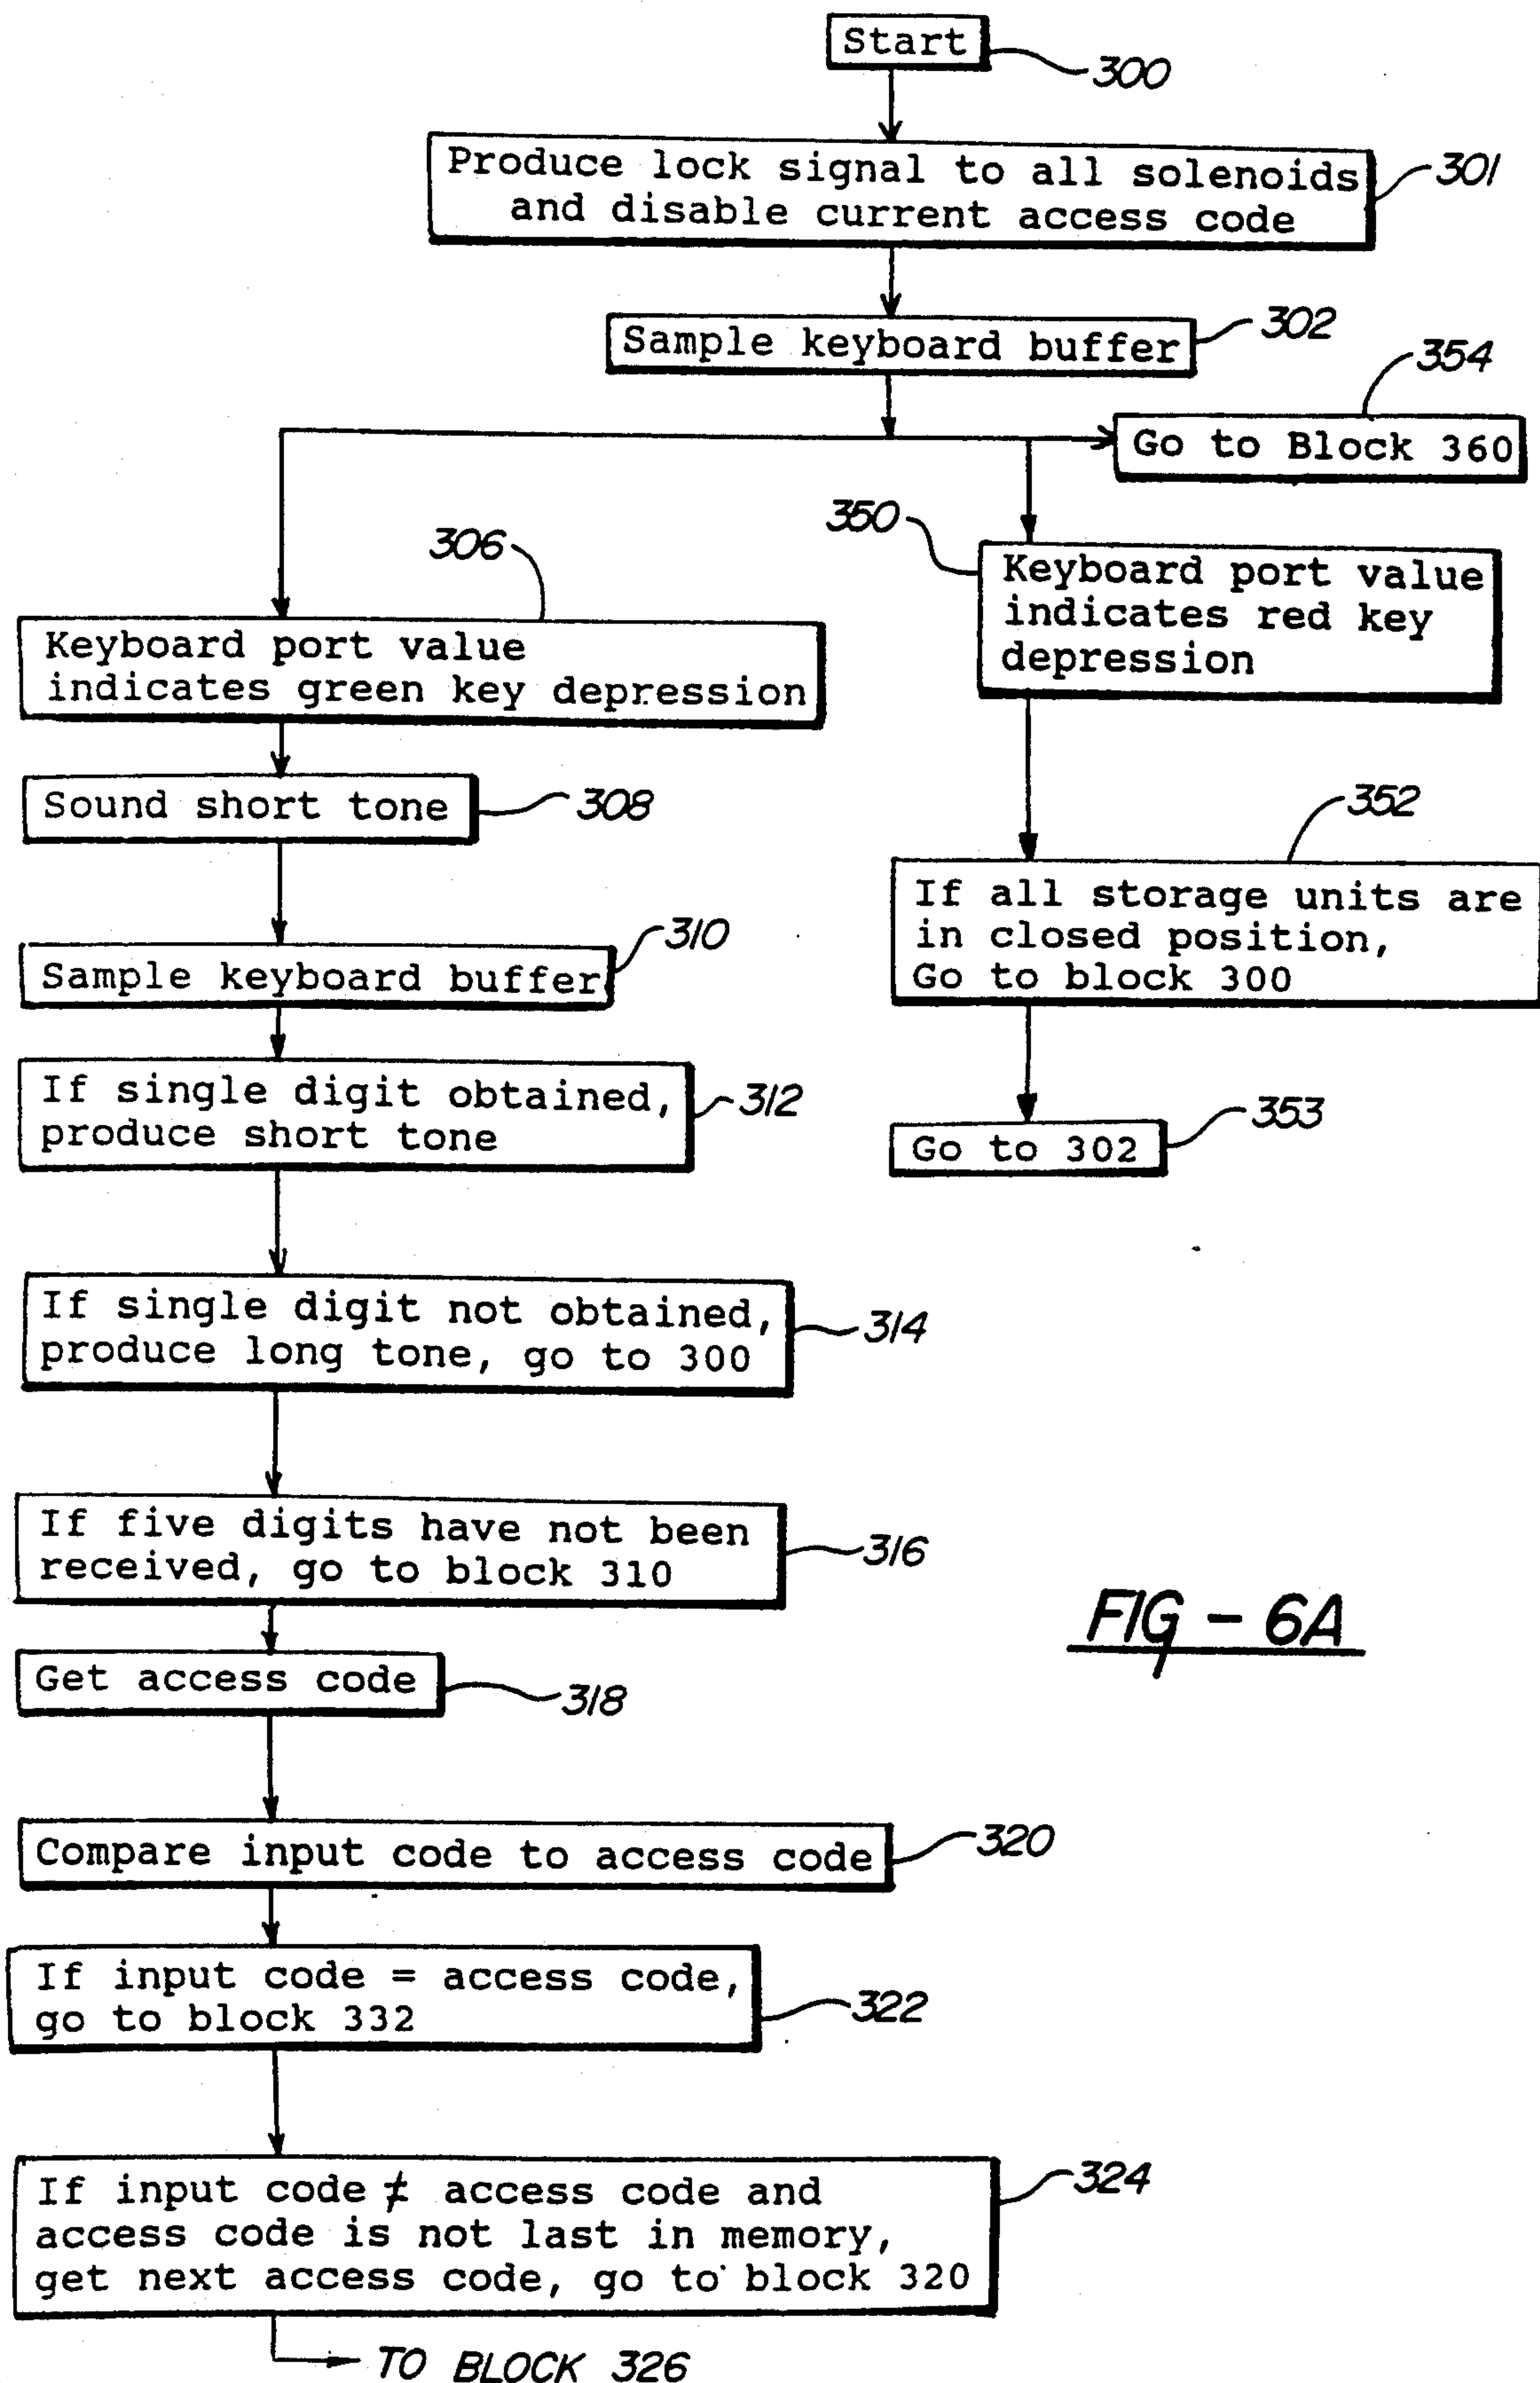 Start
300
Produce lock signal to all solenoids
and disable current access code
301
Sample keyboard buffer
302
354
Go to Block 360
306
Keyboard port value
indicates green key depression
350
Keyboard port value
indicates red key
depression
Sound short tone
308
352
If all storage units are
in closed position,
Go to block 300
Sample keyboard buffer
310
If single digit obtained,
produce short tone
312
Go to 302
353
If single digit not obtained,
produce long tone, go to 300
314
If five digits have not been
received, go to block 310
316
FIG - 6A
Get access code
318
Compare input code to access code
320
If input code = access code,
go to block 332
322
If input code ≠ access code and
access code is not last in memory,
get next access code, go to block 320
324
TO BLOCK 326